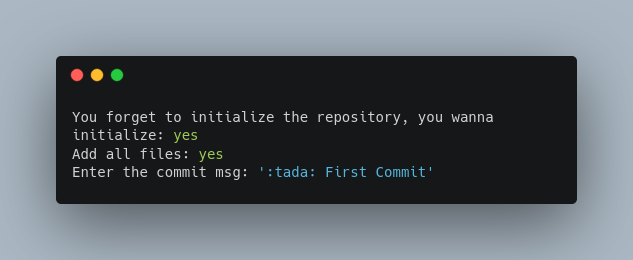 You forget to initialize the repository, you wanna
initialize: yes
Add all files: yes
Enter the commit msg: ':tada: First Commit'